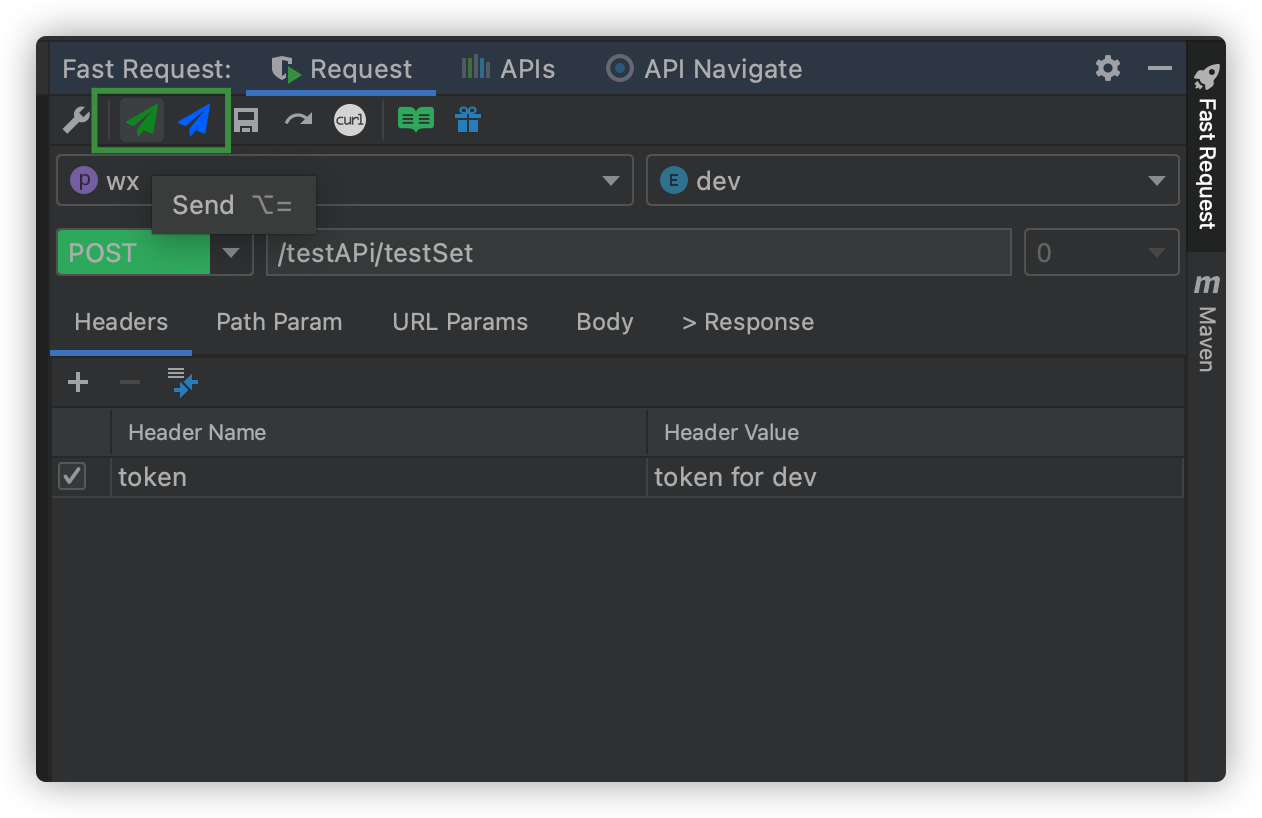 Fast Request: Request APIs API Navigate
curl
p wx E dev
Send ⌥=
POST /testAPi/testSet 0
Headers Path Param URL Params Body > Response
Header Name Header Value
token token for dev
Fast Request
m Maven